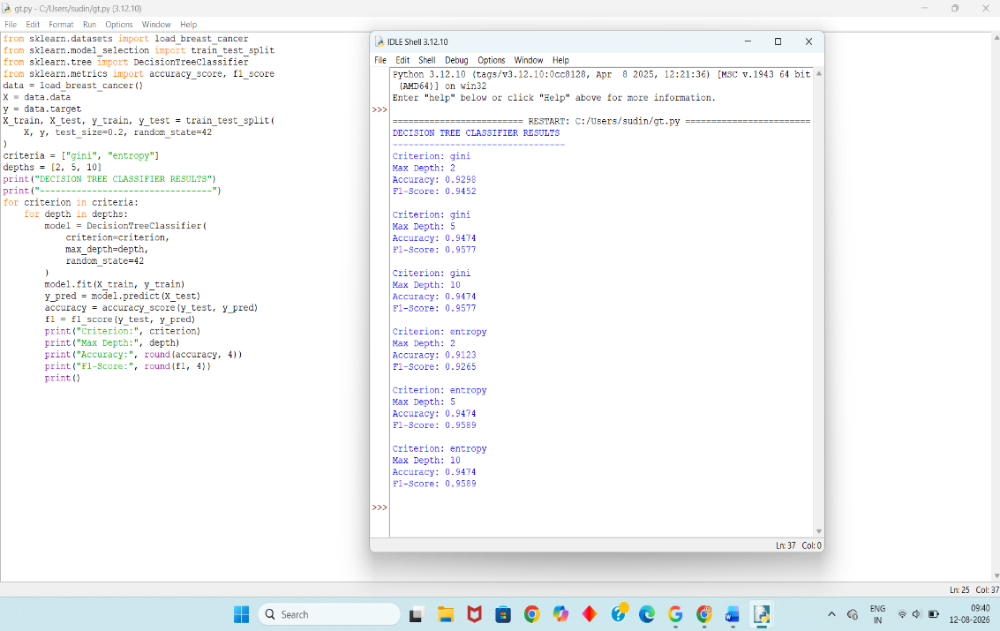 gt.py - C:/Users/sudin/gt.py (3.12.10)
File Edit Format Run Options Window Help
from sklearn.datasets import load_breast_cancer
from sklearn.model_selection import train_test_split
from sklearn.tree import DecisionTreeClassifier
from sklearn.metrics import accuracy_score, f1_score
data = load_breast_cancer()
X = data.data
y = data.target
X_train, X_test, y_train, y_test = train_test_split(
    X, y, test_size=0.2, random_state=42
)
criteria = ["gini", "entropy"]
depths = [2, 5, 10]
print("DECISION TREE CLASSIFIER RESULTS")
print("---------------------------------")
for criterion in criteria:
    for depth in depths:
        model = DecisionTreeClassifier(
            criterion=criterion,
            max_depth=depth,
            random_state=42
        )
        model.fit(X_train, y_train)
        y_pred = model.predict(X_test)
        accuracy = accuracy_score(y_test, y_pred)
        f1 = f1_score(y_test, y_pred)
        print("Criterion:", criterion)
        print("Max Depth:", depth)
        print("Accuracy:", round(accuracy, 4))
        print("F1-Score:", round(f1, 4))
        print()
IDLE Shell 3.12.10
File Edit Shell Debug Options Window Help
Python 3.12.10 (tags/v3.12.10:0cc8128, Apr  8 2025, 12:21:36) [MSC v.1943 64 bit
 (AMD64)] on win32
Enter "help" below or click "Help" above for more information.
>>>
========================= RESTART: C:/Users/sudin/gt.py ========================
DECISION TREE CLASSIFIER RESULTS
---------------------------------
Criterion: gini
Max Depth: 2
Accuracy: 0.9298
F1-Score: 0.9452
Criterion: gini
Max Depth: 5
Accuracy: 0.9474
F1-Score: 0.9577
Criterion: gini
Max Depth: 10
Accuracy: 0.9474
F1-Score: 0.9577
Criterion: entropy
Max Depth: 2
Accuracy: 0.9123
F1-Score: 0.9265
Criterion: entropy
Max Depth: 5
Accuracy: 0.9474
F1-Score: 0.9589
Criterion: entropy
Max Depth: 10
Accuracy: 0.9474
F1-Score: 0.9589
>>>
Ln: 37 Col: 0
Ln: 25 Col: 37
Search
ENG
IN
09:40
12-08-2026